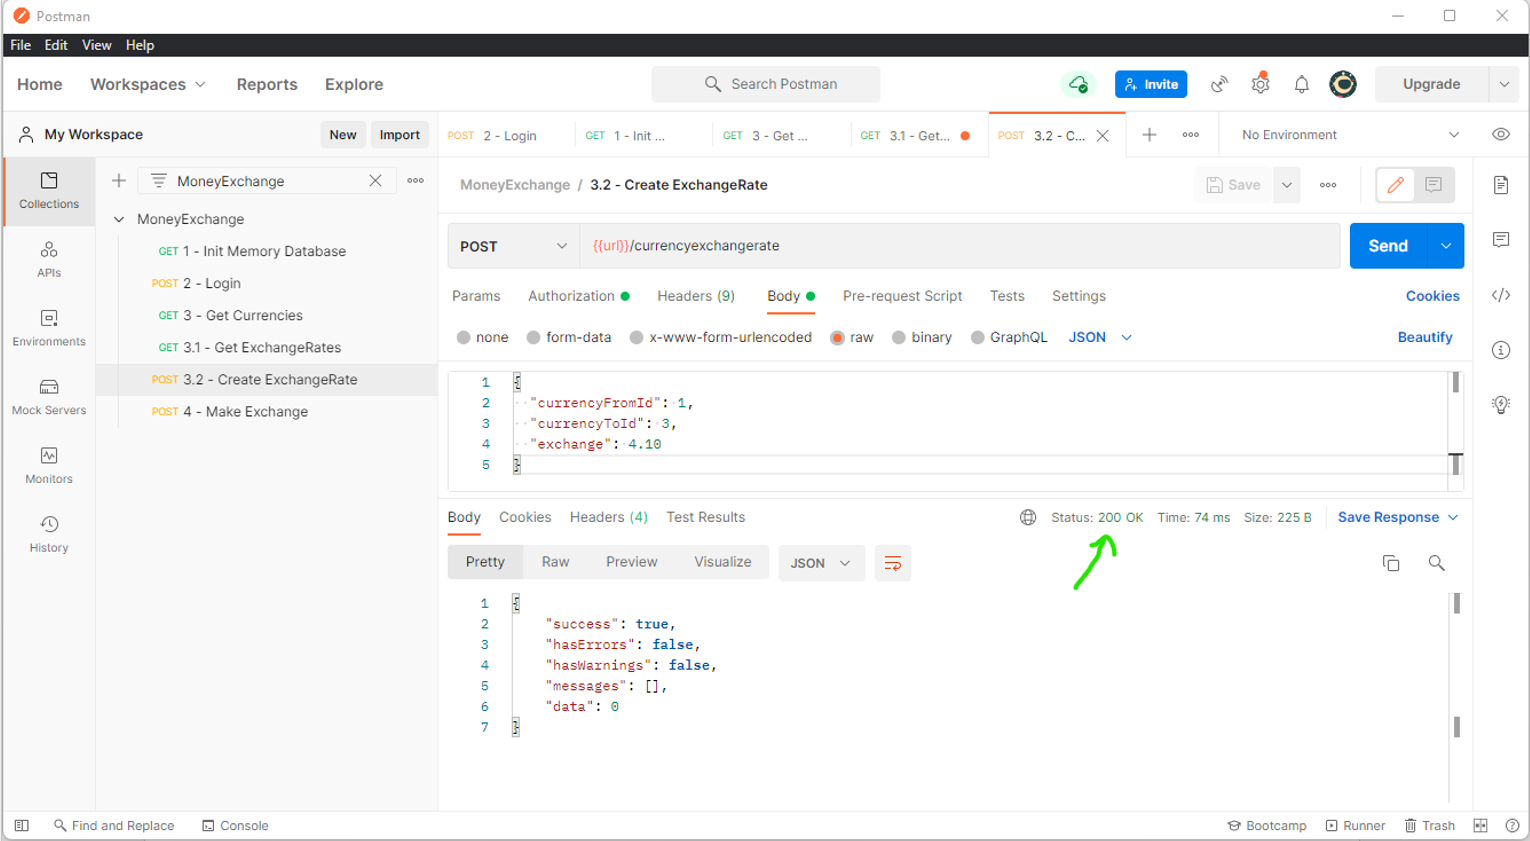 Postman
File Edit View Help
Home Workspaces Reports Explore Search Postman Invite Upgrade
My Workspace New Import
POST 2 - Login GET 1 - Init ... GET 3 - Get ... GET 3.1 - Get... POST 3.2 - C... No Environment
Collections
APIs
Environments
Mock Servers
Monitors
History
MoneyExchange
MoneyExchange
GET 1 - Init Memory Database
POST 2 - Login
GET 3 - Get Currencies
GET 3.1 - Get ExchangeRates
POST 3.2 - Create ExchangeRate
POST 4 - Make Exchange
MoneyExchange / 3.2 - Create ExchangeRate Save
POST {{url}}/currencyexchangerate Send
Params Authorization Headers (9) Body Pre-request Script Tests Settings Cookies
none form-data x-www-form-urlencoded raw binary GraphQL JSON Beautify
1 {
2 "currencyFromId": 1,
3 "currencyToId": 3,
4 "exchange": 4.10
5 }
Body Cookies Headers (4) Test Results Status: 200 OK Time: 74 ms Size: 225 B Save Response
Pretty Raw Preview Visualize JSON
1 {
2 "success": true,
3 "hasErrors": false,
4 "hasWarnings": false,
5 "messages": [],
6 "data": 0
7 }
Find and Replace Console Bootcamp Runner Trash